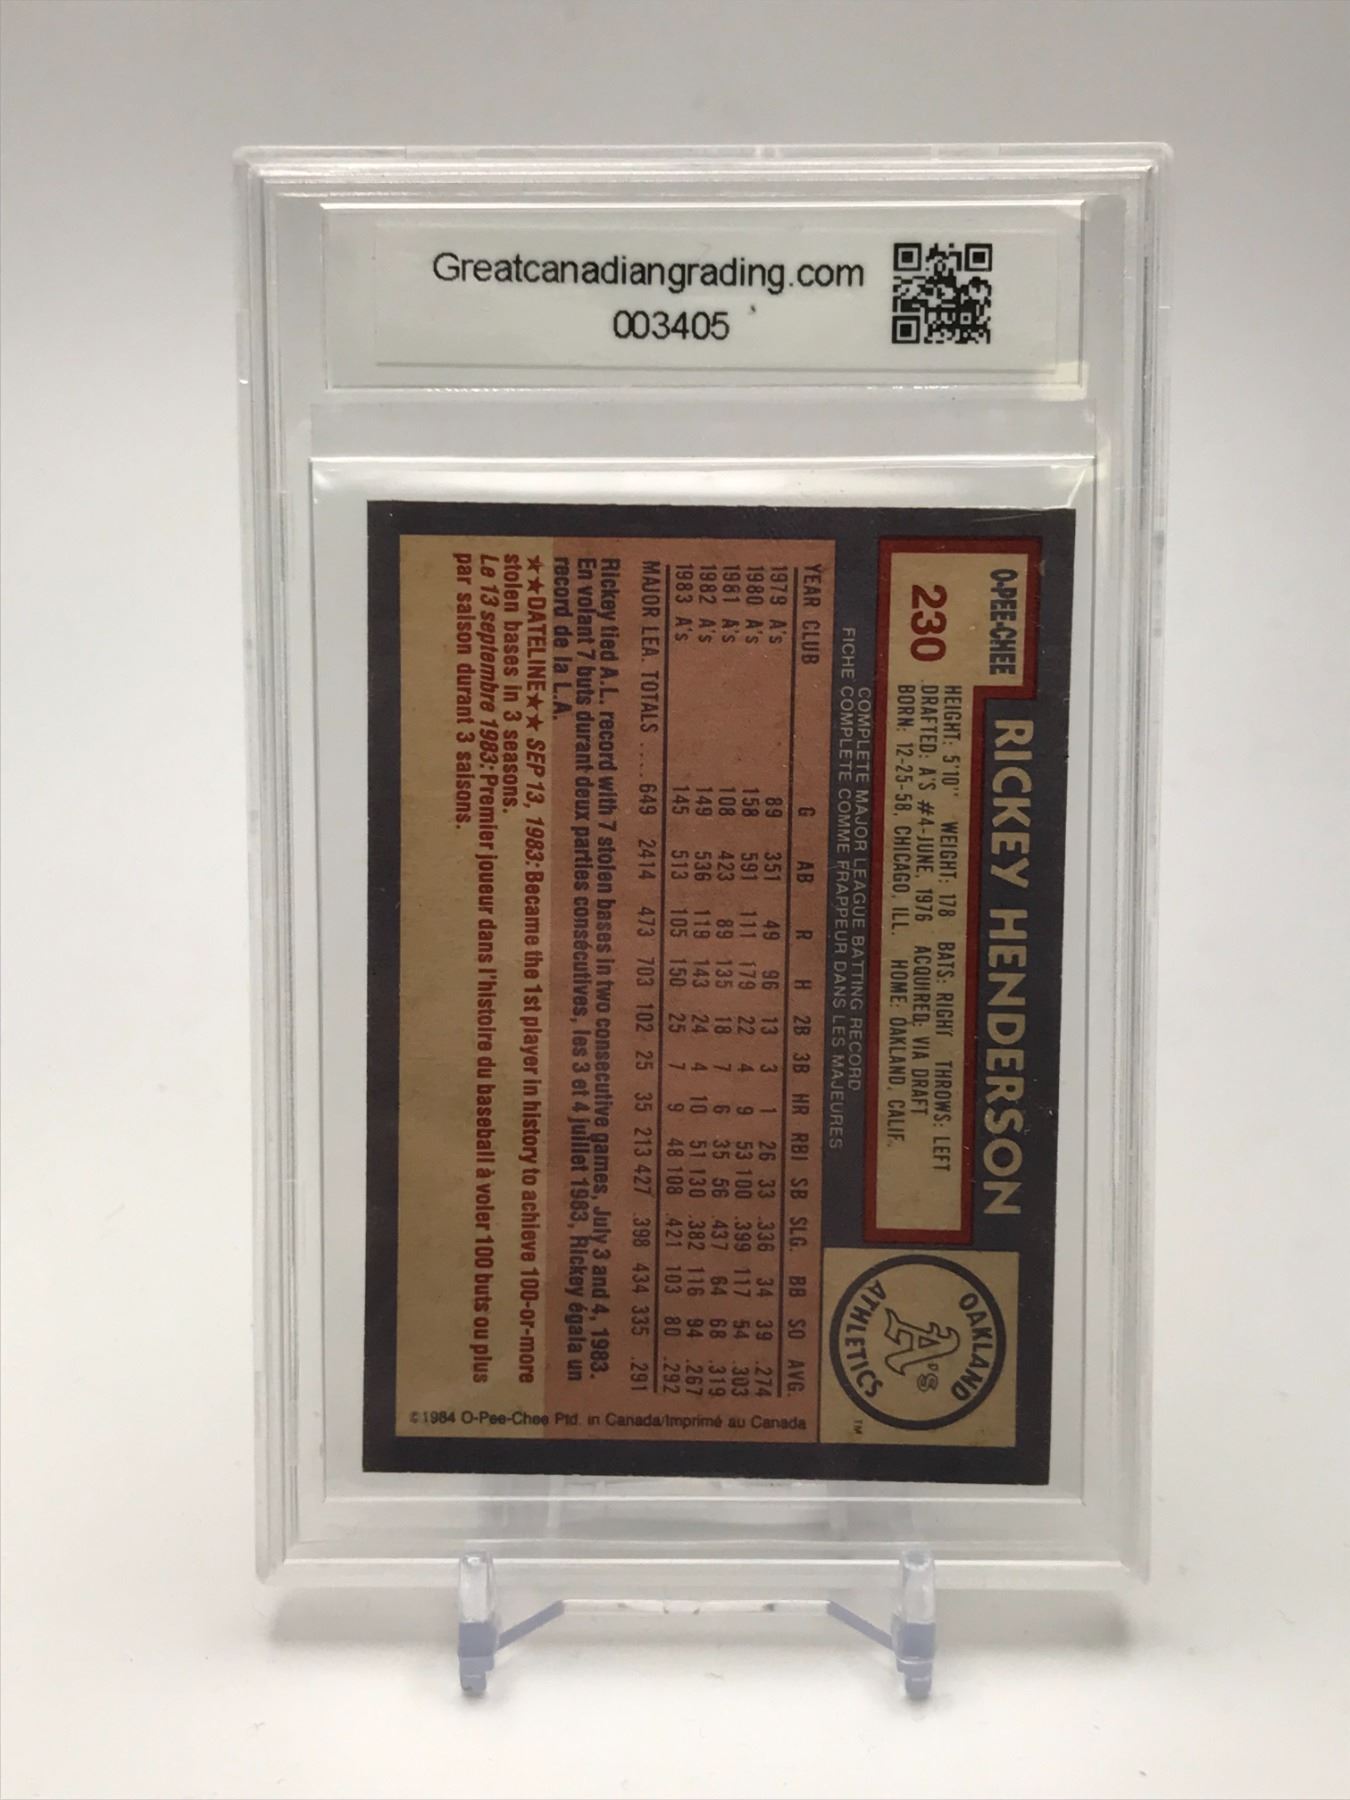 Greatcanadiangrading.com
003405
O-PEE-CHEE
230
RICKEY HENDERSON
HEIGHT: 5'10" WEIGHT: 178 BATS: RIGHT THROWS: LEFT
DRAFTED: A'S #4-JUNE, 1976 ACQUIRED: VIA DRAFT
BORN: 12-25-58, CHICAGO, ILL. HOME: OAKLAND, CALIF.
OAKLAND A's ATHLETICS
TM
COMPLETE MAJOR LEAGUE BATTING RECORD
FICHE COMPLETE COMME FRAPPEUR DANS LES MAJEURES
YEAR CLUB G AB R H 2B 3B HR RBI SB SLG. BB SO AVG.
1979 A's 89 351 49 96 13 3 1 26 33 .336 34 39 .274
1980 A's 158 591 111 179 22 4 9 53 100 .399 117 54 .303
1981 A's 108 423 89 135 18 7 6 35 56 .437 64 68 .319
1982 A's 149 536 119 143 24 4 10 51 130 .382 116 94 .267
1983 A's 145 513 105 150 25 7 9 48 108 .421 103 80 .292
MAJOR LEA. TOTALS .... 649 2414 473 703 102 25 35 213 427 .398 434 335 .291
Rickey tied A.L. record with 7 stolen bases in two consecutive games, July 3 and 4, 1983.
En volant 7 buts durant deux parties consécutives, les 3 et 4 juillet 1983, Rickey égala un
record de la L.A.
★★DATELINE★★ SEP 13, 1983: Became the 1st player in history to achieve 100-or-more
stolen bases in 3 seasons.
Le 13 septembre 1983: Premier joueur dans l'histoire du baseball à voler 100 buts ou plus
par saison durant 3 saisons.
©1984 O-Pee-Chee Ptd. in Canada/Imprimé au Canada